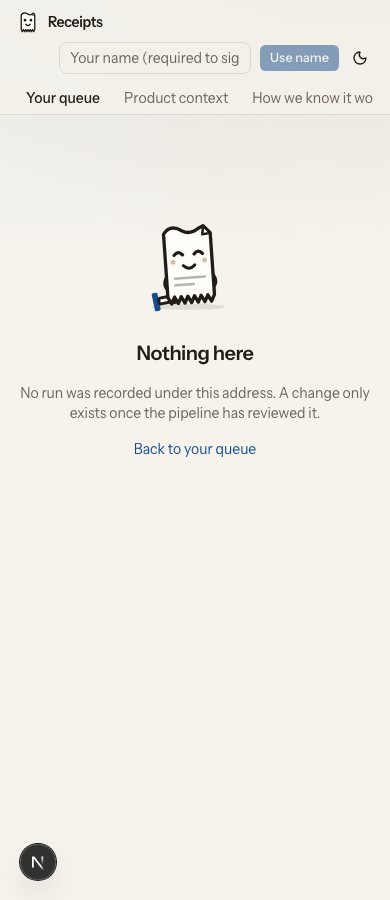 Receipts
Your name (required to sig
Use name
Your queue
Product context
How we know it wo
Nothing here
No run was recorded under this address. A change only
exists once the pipeline has reviewed it.
Back to your queue
N